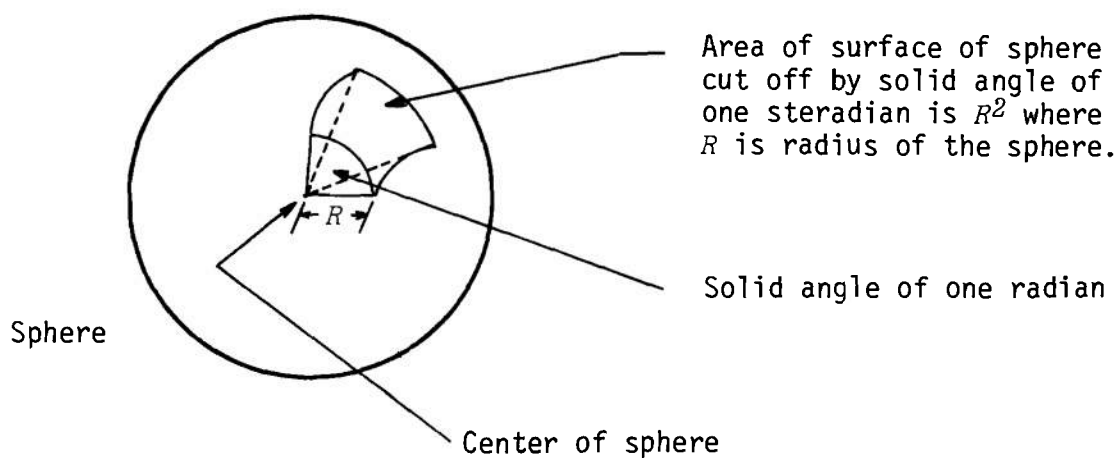 Area of surface of sphere
cut off by solid angle of
one steradian is R² where
R is radius of the sphere.
R
Solid angle of one radian
Sphere
Center of sphere